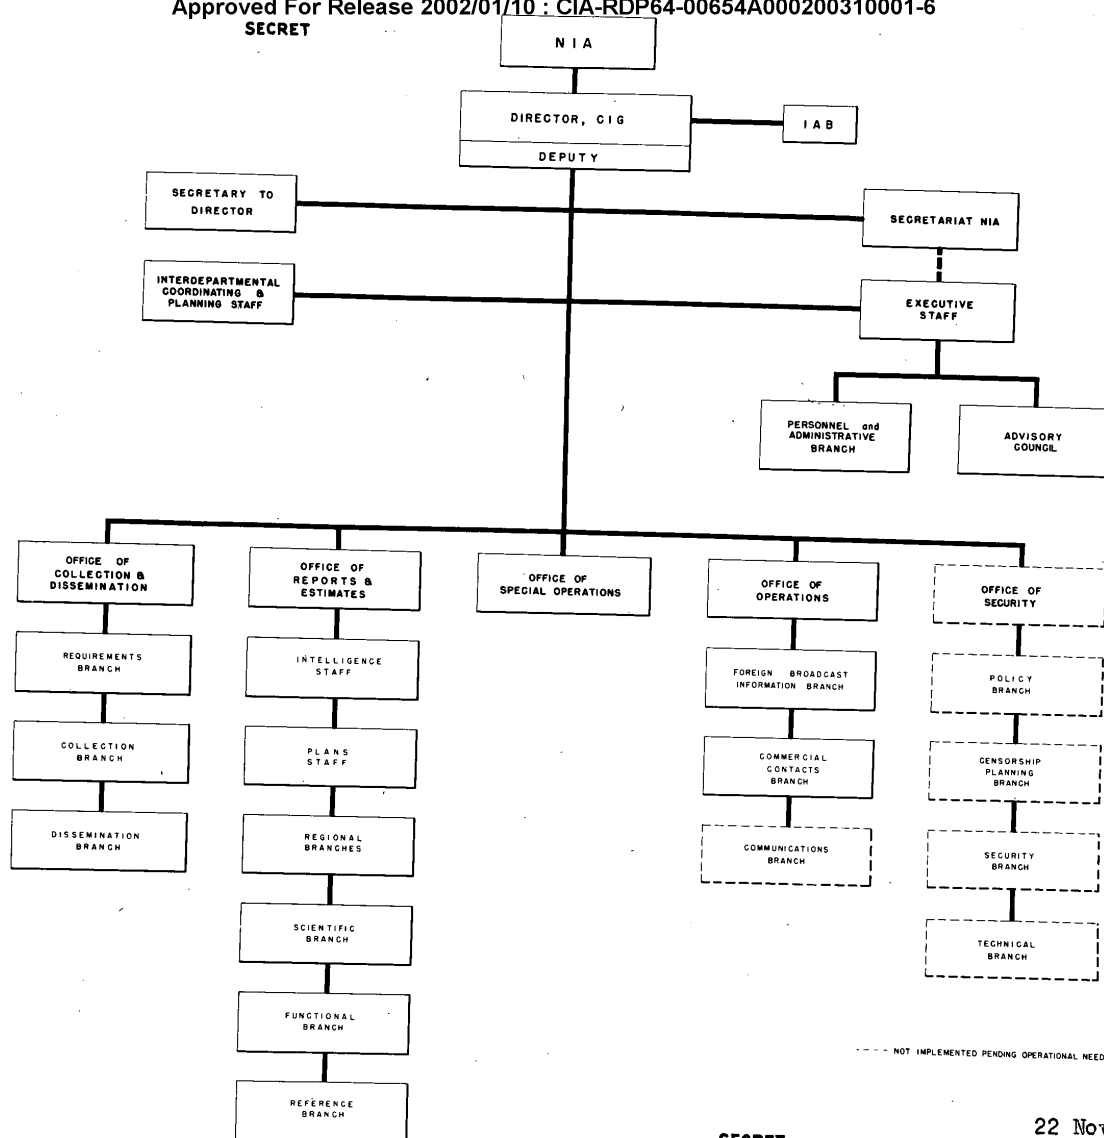 Approved For Release 2002/01/10 : CIA-RDP64-00654A000200310001-6
SECRET
NIA
DIRECTOR, CIG
IAB
DEPUTY
SECRETARY TO
DIRECTOR
SECRETARIAT NIA
INTERDEPARTMENTAL
COORDINATING &
PLANNING STAFF
EXECUTIVE
STAFF
PERSONNEL and
ADMINISTRATIVE
BRANCH
ADVISORY
COUNCIL
OFFICE OF
COLLECTION &
DISSEMINATION
OFFICE OF
REPORTS &
ESTIMATES
OFFICE OF
SPECIAL OPERATIONS
OFFICE OF
OPERATIONS
OFFICE OF
SECURITY
REQUIREMENTS
BRANCH
INTELLIGENCE
STAFF
FOREIGN BROADCAST
INFORMATION BRANCH
POLICY
BRANCH
COLLECTION
BRANCH
PLANS
STAFF
COMMERCIAL
CONTACTS
BRANCH
CENSORSHIP
PLANNING
BRANCH
DISSEMINATION
BRANCH
REGIONAL
BRANCHES
COMMUNICATIONS
BRANCH
SECURITY
BRANCH
SCIENTIFIC
BRANCH
TECHNICAL
BRANCH
FUNCTIONAL
BRANCH
---- NOT IMPLEMENTED PENDING OPERATIONAL NEED
REFERENCE
BRANCH
22 Nov
SECRET